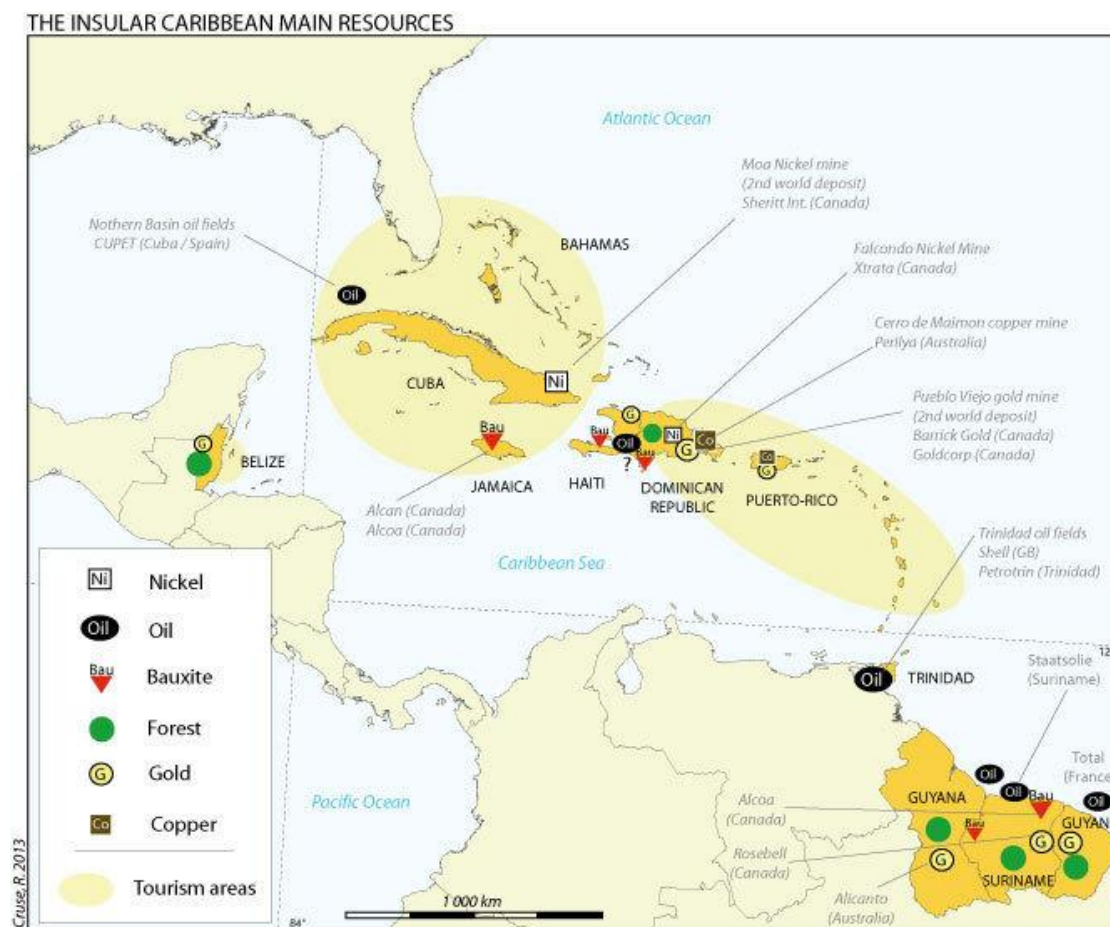 THE INSULAR CARIBBEAN MAIN RESOURCES
Atlantic Ocean
Moa Nickel mine
(2nd world deposit)
Sheritt Int. (Canada)
Nothern Basin oil fields
CUPET (Cuba / Spain)
BAHAMAS
Falcondo Nickel Mine
Xtrata (Canada)
Oil
Cerro de Maimon copper mine
Perilya (Australia)
CUBA
Ni
Pueblo Viejo gold mine
(2nd world deposit)
Barrick Gold (Canada)
Goldcorp (Canada)
G
Bau
Bau
Oil
Ni
Co
G
Bau
?
Co
G
G
BELIZE
JAMAICA
HAITI
DOMINICAN
REPUBLIC
PUERTO-RICO
Alcan (Canada)
Alcoa (Canada)
Trinidad oil fields
Shell (GB)
Petrotrin (Trinidad)
Caribbean Sea
Ni Nickel
Oil Oil
Bau Bauxite
Forest
G Gold
Co Copper
Tourism areas
12
Oil
TRINIDAD
Staatsolie
(Suriname)
Total
(France
Oil
Oil
Bau
Oil
GUYANA
GUYAN
Pacific Ocean
Alcoa
(Canada)
Bau
G
G
G
Rosebell
(Canada)
SURINAME
Alicanto
(Australia)
1 000 km
84°
Cruse,R.2013